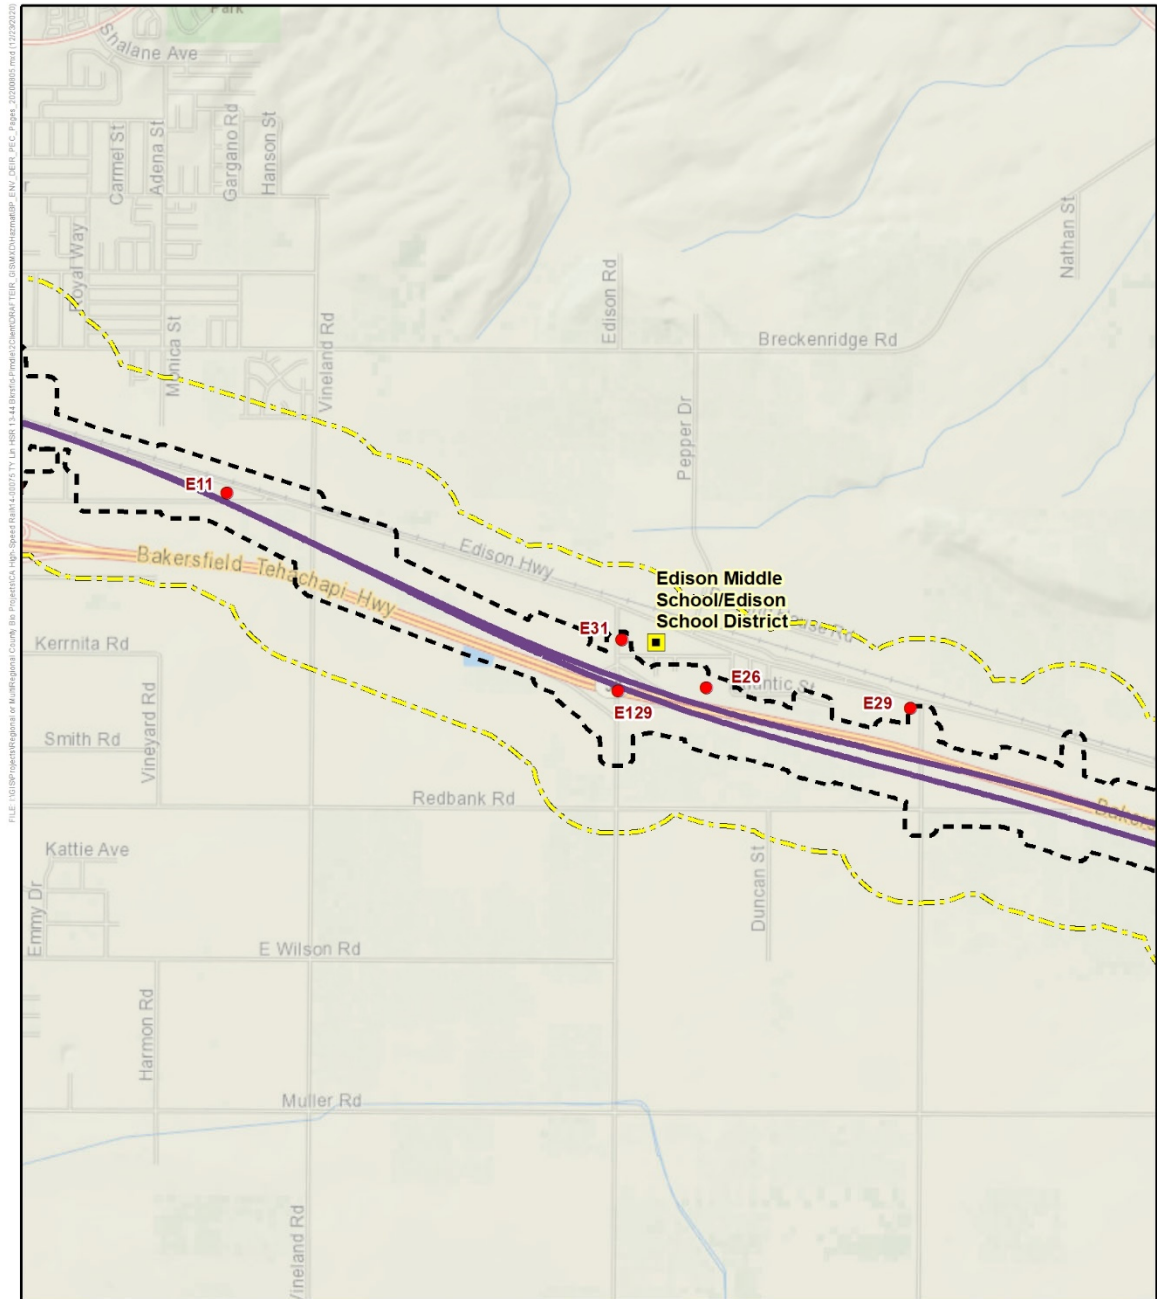 Park
Shalane Ave
Carmel St
Adena St
Gargano Rd
Hanson St
Nathan St
Royal Way
Monica St
Vineland Rd
Edison Rd
Breckenridge Rd
Pepper Dr
E11
Edison Hwy
Bakersfield Tehachapi Hwy
Edison Middle
School/Edison
School District
House Rd
E31
Kerrnita Rd
E26
E29
E129
Vineyard Rd
Smith Rd
Redbank Rd
Kattie Ave
Emmy Dr
Duncan St
E Wilson Rd
Harmon Rd
Muller Rd
Vineland Rd